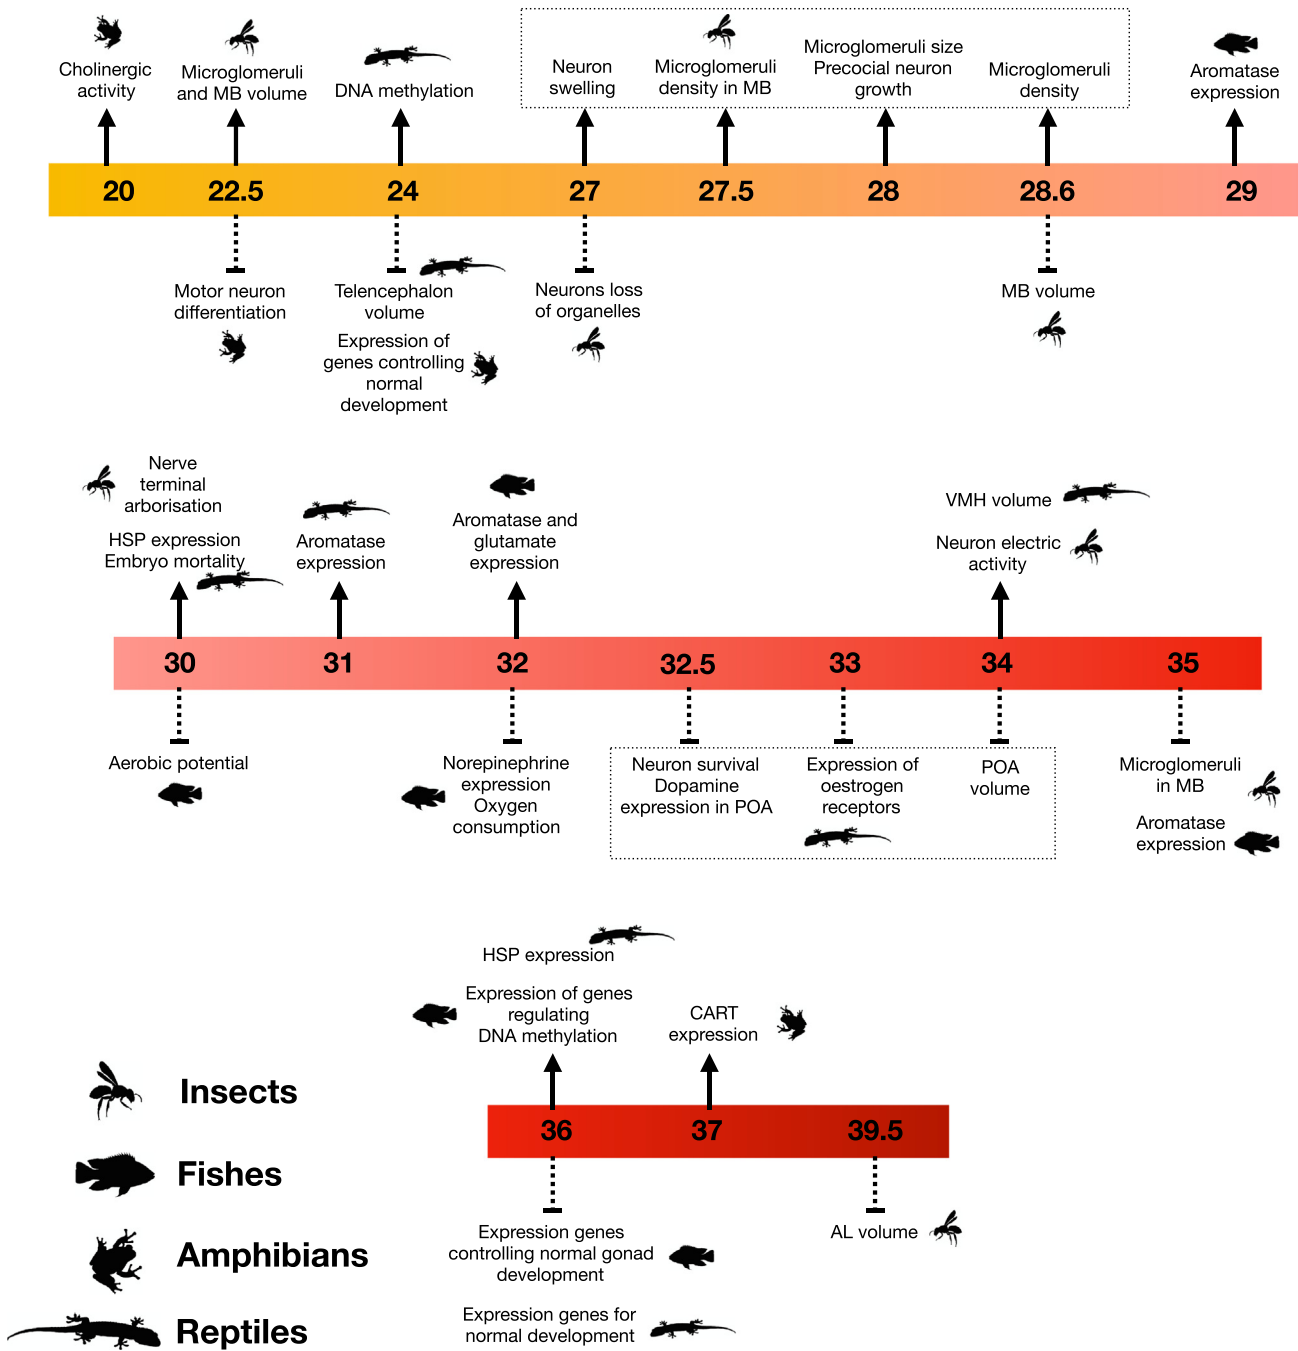 Cholinergic
activity
Microglomeruli
and MB volume
DNA methylation
Neuron
swelling
Microglomeruli
density in MB
Microglomeruli size
Precocial neuron
growth
Microglomeruli
density
Aromatase
expression
20
22.5
24
27
27.5
28
28.6
29
Motor neuron
differentiation
Telencephalon
volume
Expression of
genes controlling
normal
development
Neurons loss
of organelles
MB volume
Nerve
terminal
arborisation
HSP expression
Embryo mortality
Aromatase
expression
Aromatase and
glutamate
expression
VMH volume
Neuron electric
activity
30
31
32
32.5
33
34
35
Aerobic potential
Norepinephrine
expression
Oxygen
consumption
Neuron survival
Dopamine
expression in POA
Expression of
oestrogen
receptors
POA
volume
Microglomeruli
in MB
Aromatase
expression
HSP expression
Expression of genes
regulating
DNA methylation
CART
expression
36
37
39.5
Expression genes
controlling normal gonad
development
Expression genes for
normal development
AL volume
Insects
Fishes
Amphibians
Reptiles